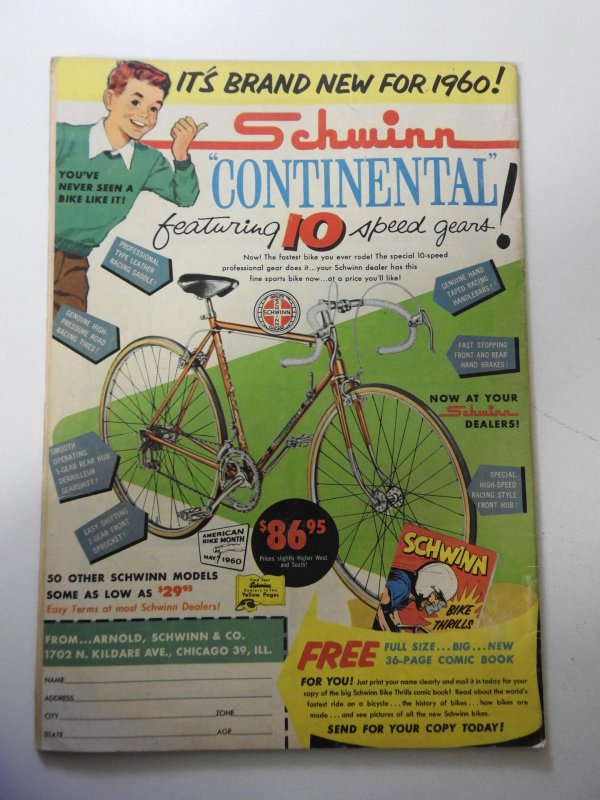 IT'S BRAND NEW FOR 1960!
Schwinn
"CONTINENTAL"
featuring 10 speed gears!
YOU'VE
NEVER SEEN A
BIKE LIKE IT!
Now! The fastest bike you ever rode! The special 10-speed
professional gear does it...your Schwinn dealer has this
fine sports bike now...at a price you'll like!
PROFESSIONAL
TYPE LEATHER
RACING SADDLE!
GENUINE HAND
TAPED RACING
HANDLEBARS!
SCHWINN
GENUINE HIGH-
PRESSURE ROAD
RACING TIRES!
FAST STOPPING
FRONT AND REAR
HAND BRAKES!
NOW AT YOUR
Schwinn
DEALERS!
SMOOTH
OPERATING
5-GEAR REAR HUB
DERAILLEUR
GEARSHIFT!
SPECIAL
HIGH-SPEED
RACING STYLE
FRONT HUB!
EASY SHIFTING
2-GEAR FRONT
SPROCKET!
AMERICAN
BIKE MONTH
MAY 1960
$86.95
Prices slightly higher West
and South!
SCHWINN
BIKE
THRILLS
50 OTHER SCHWINN MODELS
SOME AS LOW AS $29.95
Easy Terms at most Schwinn Dealers!
Find Your
Schwinn
Dealers in the
Yellow Pages
FROM...ARNOLD, SCHWINN & CO.
1702 N. KILDARE AVE., CHICAGO 39, ILL.
NAME
ADDRESS
CITY ZONE
STATE AGE
FREE FULL SIZE...BIG...NEW
36-PAGE COMIC BOOK
FOR YOU! Just print your name clearly and mail it in today for your
copy of the big Schwinn Bike Thrills comic book! Read about the world's
fastest ride on a bicycle...the history of bikes...how bikes are
made...and see pictures of all the new Schwinn bikes.
SEND FOR YOUR COPY TODAY!